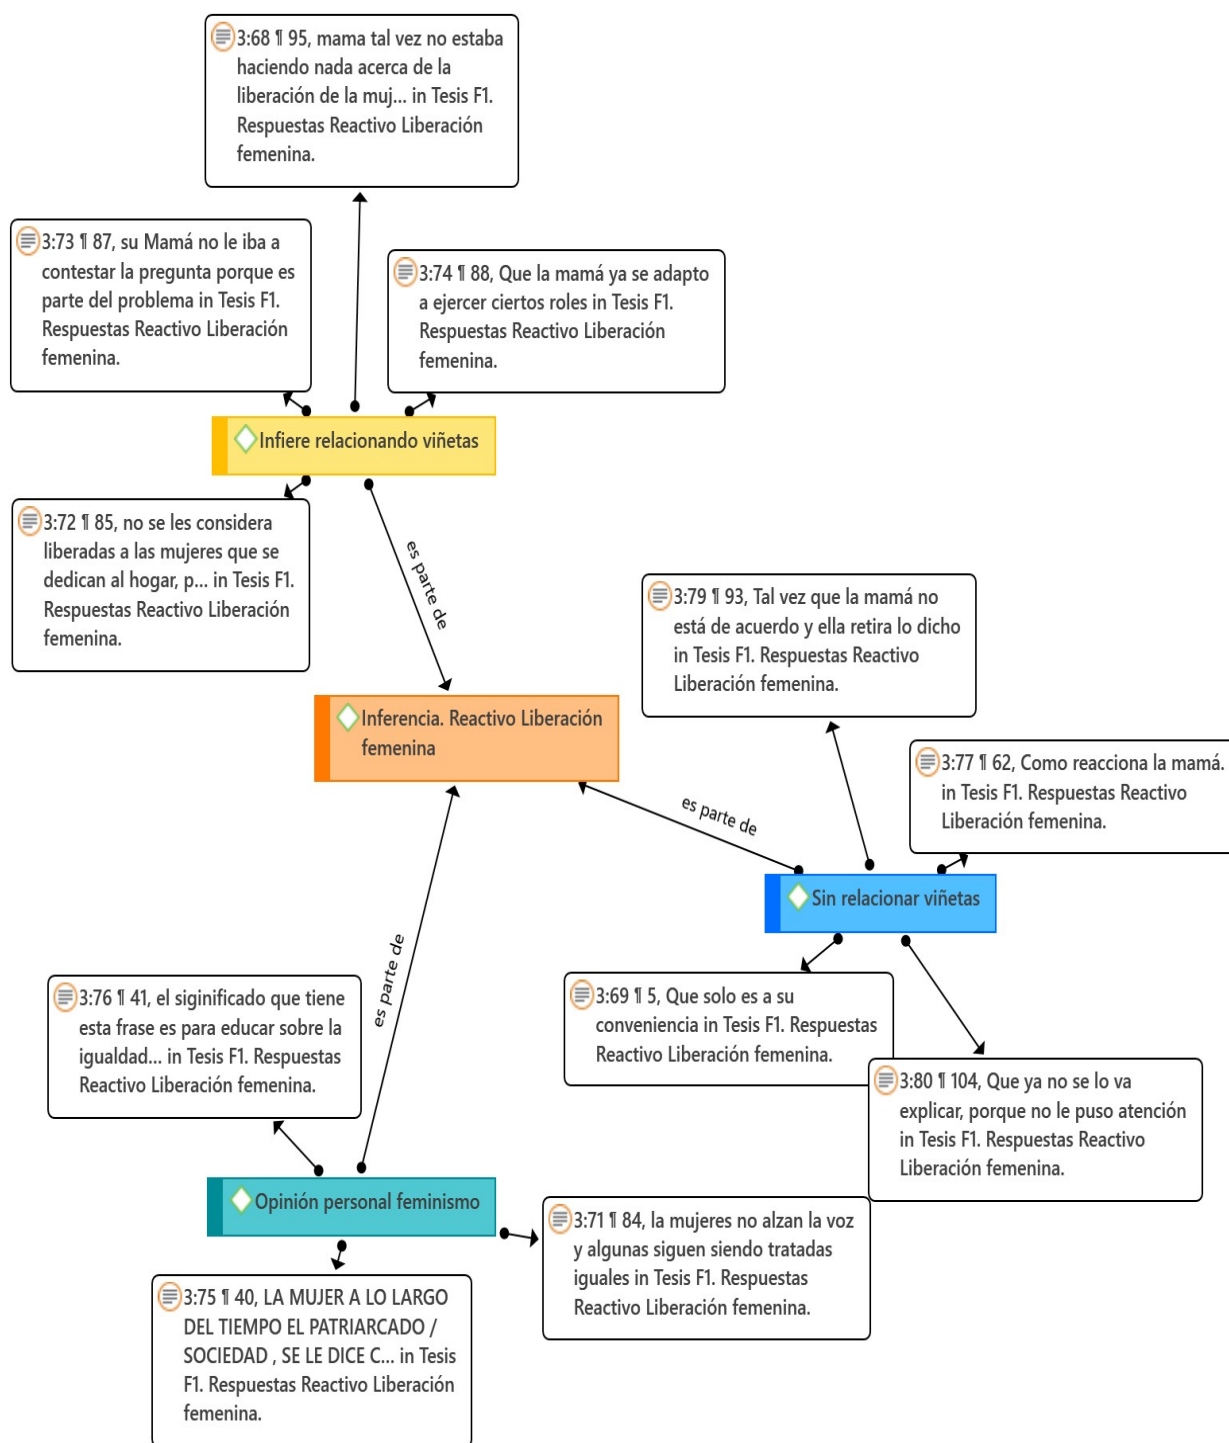 3:68 ¶ 95, mama tal vez no estaba
haciendo nada acerca de la
liberación de la muj... in Tesis F1.
Respuestas Reactivo Liberación
femenina.
3:73 ¶ 87, su Mamá no le iba a
contestar la pregunta porque es
parte del problema in Tesis F1.
Respuestas Reactivo Liberación
femenina.
3:74 ¶ 88, Que la mamá ya se adapto
a ejercer ciertos roles in Tesis F1.
Respuestas Reactivo Liberación
femenina.
Infiere relacionando viñetas
3:72 ¶ 85, no se les considera
liberadas a las mujeres que se
dedican al hogar, p... in Tesis F1.
Respuestas Reactivo Liberación
femenina.
es parte de
3:79 ¶ 93, Tal vez que la mamá no
está de acuerdo y ella retira lo dicho
in Tesis F1. Respuestas Reactivo
Liberación femenina.
Inferencia. Reactivo Liberación
femenina
3:77 ¶ 62, Como reacciona la mamá.
in Tesis F1. Respuestas Reactivo
Liberación femenina.
es parte de
Sin relacionar viñetas
es parte de
3:76 ¶ 41, el siginificado que tiene
esta frase es para educar sobre la
igualdad... in Tesis F1. Respuestas
Reactivo Liberación femenina.
3:69 ¶ 5, Que solo es a su
conveniencia in Tesis F1. Respuestas
Reactivo Liberación femenina.
3:80 ¶ 104, Que ya no se lo va
explicar, porque no le puso atención
in Tesis F1. Respuestas Reactivo
Liberación femenina.
Opinión personal feminismo
3:71 ¶ 84, la mujeres no alzan la voz
y algunas siguen siendo tratadas
iguales in Tesis F1. Respuestas
Reactivo Liberación femenina.
3:75 ¶ 40, LA MUJER A LO LARGO
DEL TIEMPO EL PATRIARCADO /
SOCIEDAD , SE LE DICE C... in Tesis
F1. Respuestas Reactivo Liberación
femenina.